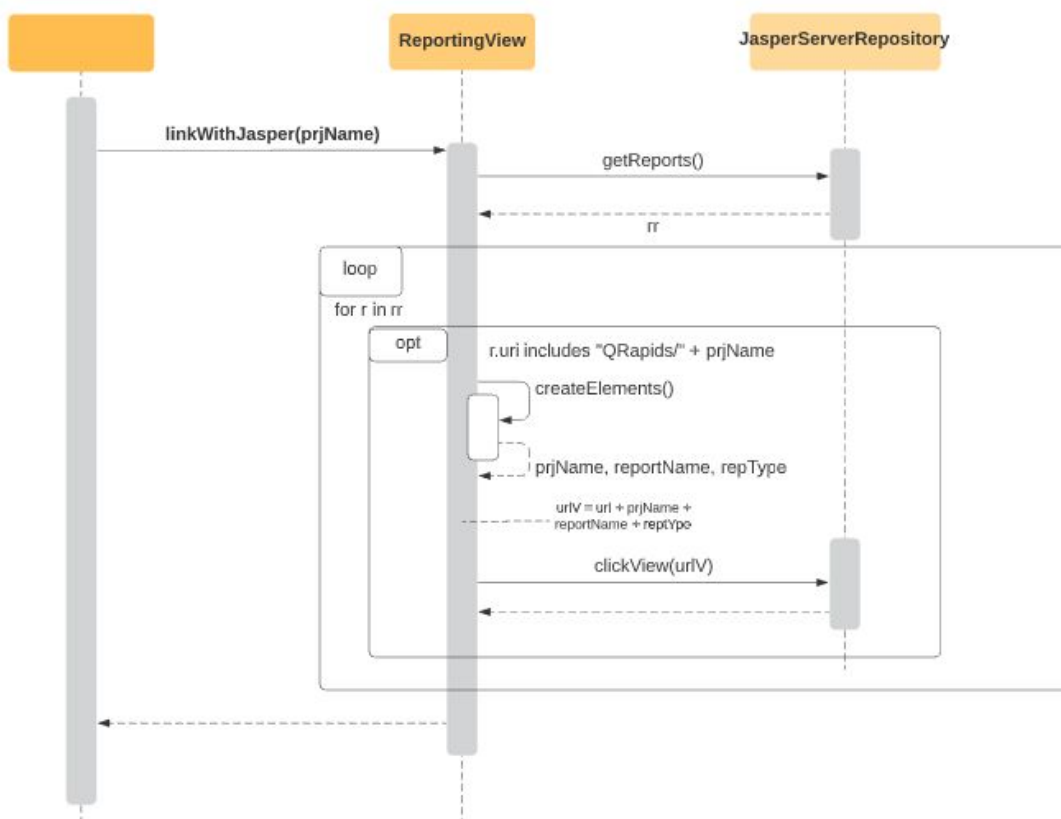 ReportingView
JasperServerRepository
linkWithJasper(prjName)
getReports()
rr
loop
for r in rr
opt
r.uri includes "QRapids/" + prjName
createElements()
prjName, reportName, repType
urlV = url + prjName +
reportName + reptYpe
clickView(urlV)